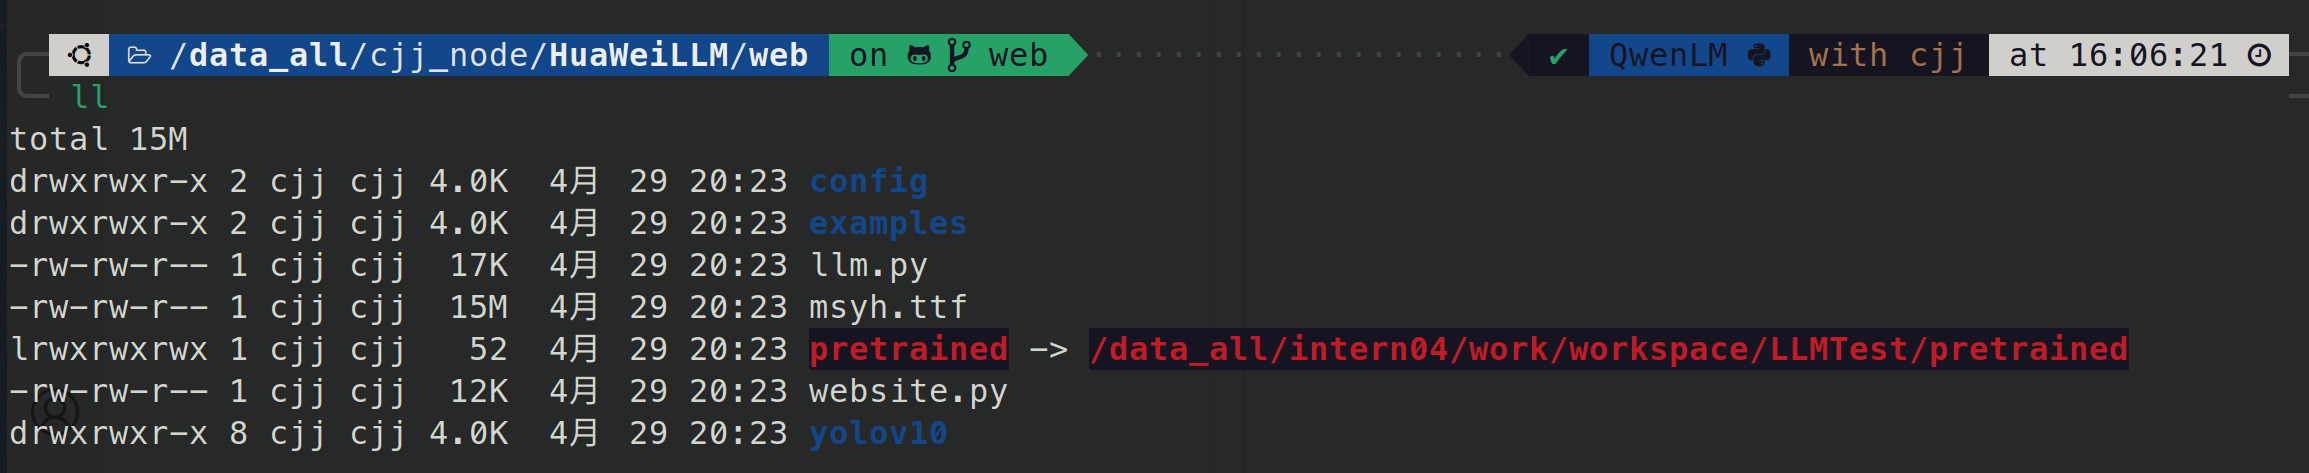 /data_all/cjj_node/HuaWeiLLM/web on web ✔ QwenLM with cjj at 16:06:21
ll
total 15M
drwxrwxr-x 2 cjj cjj 4.0K 4月 29 20:23 config
drwxrwxr-x 2 cjj cjj 4.0K 4月 29 20:23 examples
-rw-rw-r-- 1 cjj cjj 17K 4月 29 20:23 llm.py
-rw-rw-r-- 1 cjj cjj 15M 4月 29 20:23 msyh.ttf
lrwxrwxrwx 1 cjj cjj 52 4月 29 20:23 pretrained -> /data_all/intern04/work/workspace/LLMTest/pretrained
-rw-rw-r-- 1 cjj cjj 12K 4月 29 20:23 website.py
drwxrwxr-x 8 cjj cjj 4.0K 4月 29 20:23 yolov10